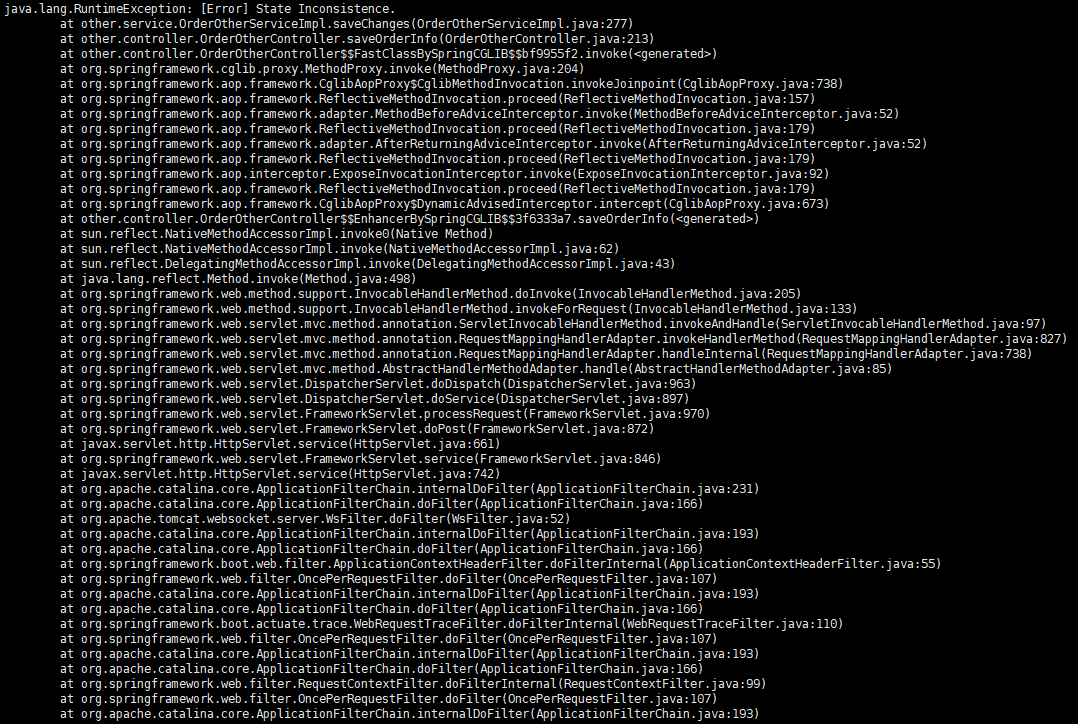 java.lang.RuntimeException: [Error] State Inconsistence.
at other.service.OrderOtherServiceImpl.saveChanges(OrderOtherServiceImpl.java:277)
at other.controller.OrderOtherController.saveOrderInfo(OrderOtherController.java:213)
at other.controller.OrderOtherController$$FastClassBySpringCGLIB$$bf9955f2.invoke(<generated>)
at org.springframework.cglib.proxy.MethodProxy.invoke(MethodProxy.java:204)
at org.springframework.aop.framework.CglibAopProxy$CglibMethodInvocation.invokeJoinpoint(CglibAopProxy.java:738)
at org.springframework.aop.framework.ReflectiveMethodInvocation.proceed(ReflectiveMethodInvocation.java:157)
at org.springframework.aop.framework.adapter.MethodBeforeAdviceInterceptor.invoke(MethodBeforeAdviceInterceptor.java:52)
at org.springframework.aop.framework.ReflectiveMethodInvocation.proceed(ReflectiveMethodInvocation.java:179)
at org.springframework.aop.framework.adapter.AfterReturningAdviceInterceptor.invoke(AfterReturningAdviceInterceptor.java:52)
at org.springframework.aop.framework.ReflectiveMethodInvocation.proceed(ReflectiveMethodInvocation.java:179)
at org.springframework.aop.interceptor.ExposeInvocationInterceptor.invoke(ExposeInvocationInterceptor.java:92)
at org.springframework.aop.framework.ReflectiveMethodInvocation.proceed(ReflectiveMethodInvocation.java:179)
at org.springframework.aop.framework.CglibAopProxy$DynamicAdvisedInterceptor.intercept(CglibAopProxy.java:673)
at other.controller.OrderOtherController$$EnhancerBySpringCGLIB$$3f6333a7.saveOrderInfo(<generated>)
at sun.reflect.NativeMethodAccessorImpl.invoke0(Native Method)
at sun.reflect.NativeMethodAccessorImpl.invoke(NativeMethodAccessorImpl.java:62)
at sun.reflect.DelegatingMethodAccessorImpl.invoke(DelegatingMethodAccessorImpl.java:43)
at java.lang.reflect.Method.invoke(Method.java:498)
at org.springframework.web.method.support.InvocableHandlerMethod.doInvoke(InvocableHandlerMethod.java:205)
at org.springframework.web.method.support.InvocableHandlerMethod.invokeForRequest(InvocableHandlerMethod.java:133)
at org.springframework.web.servlet.mvc.method.annotation.ServletInvocableHandlerMethod.invokeAndHandle(ServletInvocableHandlerMethod.java:97)
at org.springframework.web.servlet.mvc.method.annotation.RequestMappingHandlerAdapter.invokeHandlerMethod(RequestMappingHandlerAdapter.java:827)
at org.springframework.web.servlet.mvc.method.annotation.RequestMappingHandlerAdapter.handleInternal(RequestMappingHandlerAdapter.java:738)
at org.springframework.web.servlet.mvc.method.AbstractHandlerMethodAdapter.handle(AbstractHandlerMethodAdapter.java:85)
at org.springframework.web.servlet.DispatcherServlet.doDispatch(DispatcherServlet.java:963)
at org.springframework.web.servlet.DispatcherServlet.doService(DispatcherServlet.java:897)
at org.springframework.web.servlet.FrameworkServlet.processRequest(FrameworkServlet.java:970)
at org.springframework.web.servlet.FrameworkServlet.doPost(FrameworkServlet.java:872)
at javax.servlet.http.HttpServlet.service(HttpServlet.java:661)
at org.springframework.web.servlet.FrameworkServlet.service(FrameworkServlet.java:846)
at javax.servlet.http.HttpServlet.service(HttpServlet.java:742)
at org.apache.catalina.core.ApplicationFilterChain.internalDoFilter(ApplicationFilterChain.java:231)
at org.apache.catalina.core.ApplicationFilterChain.doFilter(ApplicationFilterChain.java:166)
at org.apache.tomcat.websocket.server.WsFilter.doFilter(WsFilter.java:52)
at org.apache.catalina.core.ApplicationFilterChain.internalDoFilter(ApplicationFilterChain.java:193)
at org.apache.catalina.core.ApplicationFilterChain.doFilter(ApplicationFilterChain.java:166)
at org.springframework.boot.web.filter.ApplicationContextHeaderFilter.doFilterInternal(ApplicationContextHeaderFilter.java:55)
at org.springframework.web.filter.OncePerRequestFilter.doFilter(OncePerRequestFilter.java:107)
at org.apache.catalina.core.ApplicationFilterChain.internalDoFilter(ApplicationFilterChain.java:193)
at org.apache.catalina.core.ApplicationFilterChain.doFilter(ApplicationFilterChain.java:166)
at org.springframework.boot.actuate.trace.WebRequestTraceFilter.doFilterInternal(WebRequestTraceFilter.java:110)
at org.springframework.web.filter.OncePerRequestFilter.doFilter(OncePerRequestFilter.java:107)
at org.apache.catalina.core.ApplicationFilterChain.internalDoFilter(ApplicationFilterChain.java:193)
at org.apache.catalina.core.ApplicationFilterChain.doFilter(ApplicationFilterChain.java:166)
at org.springframework.web.filter.RequestContextFilter.doFilterInternal(RequestContextFilter.java:99)
at org.springframework.web.filter.OncePerRequestFilter.doFilter(OncePerRequestFilter.java:107)
at org.apache.catalina.core.ApplicationFilterChain.internalDoFilter(ApplicationFilterChain.java:193)